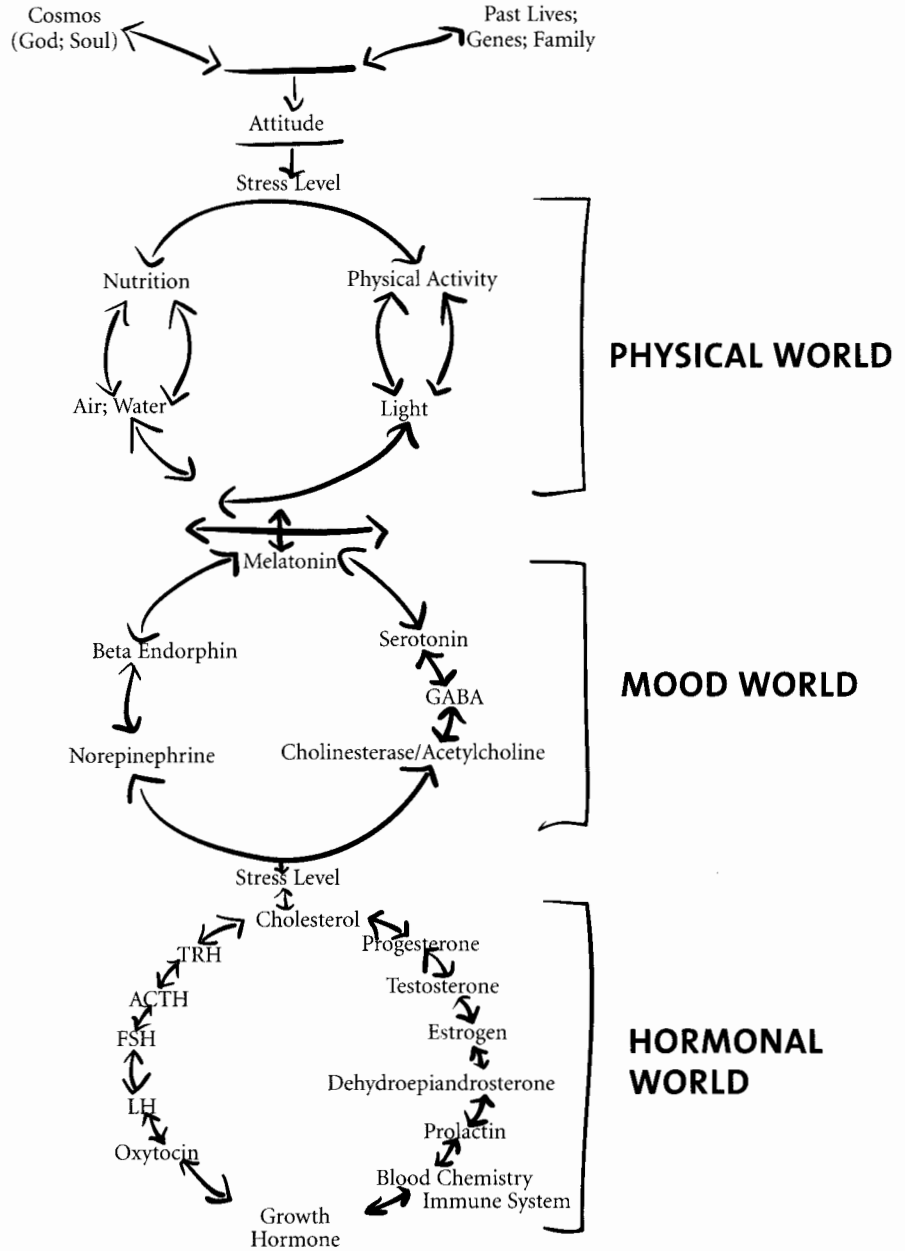 Cosmos
(God; Soul)
Past Lives;
Genes; Family
Attitude
Stress Level
Nutrition
Physical Activity
PHYSICAL WORLD
Air; Water
Light
Melatonin
Beta Endorphin
Serotonin
MOOD WORLD
GABA
Norepinephrine
Cholinesterase/Acetylcholine
Stress Level
Cholesterol
Progesterone
TRH
Testosterone
ACTH
Estrogen
FSH
HORMONAL
WORLD
Dehydroepiandrosterone
LH
Prolactin
Oxytocin
Blood Chemistry
Immune System
Growth
Hormone